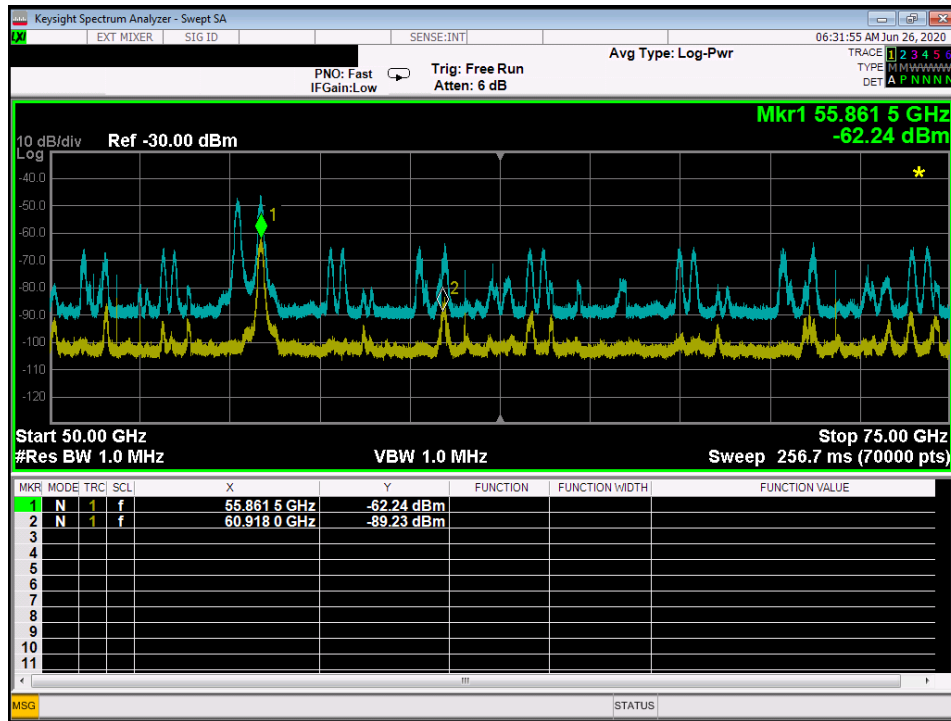 Keysight Spectrum Analyzer - Swept SA
LXI EXT MIXER SIG ID SENSE:INT 06:31:55 AM Jun 26, 2020
Avg Type: Log-Pwr TRACE 1 2 3 4 5 6
PNO: Fast Trig: Free Run TYPE M M W W W W
IFGain:Low Atten: 6 dB DET A P N N N N
Mkr1 55.861 5 GHz
10 dB/div Ref -30.00 dBm -62.24 dBm
Log
-40.0
*
-50.0
1
-60.0
-70.0
-80.0
2
-90.0
-100
-110
-120
Start 50.00 GHz Stop 75.00 GHz
#Res BW 1.0 MHz VBW 1.0 MHz Sweep 256.7 ms (70000 pts)
MKR MODE TRC SCL X Y FUNCTION FUNCTION WIDTH FUNCTION VALUE
1 N 1 f 55.861 5 GHz -62.24 dBm
2 N 1 f 60.918 0 GHz -89.23 dBm
3
4
5
6
7
8
9
10
11
MSG STATUS